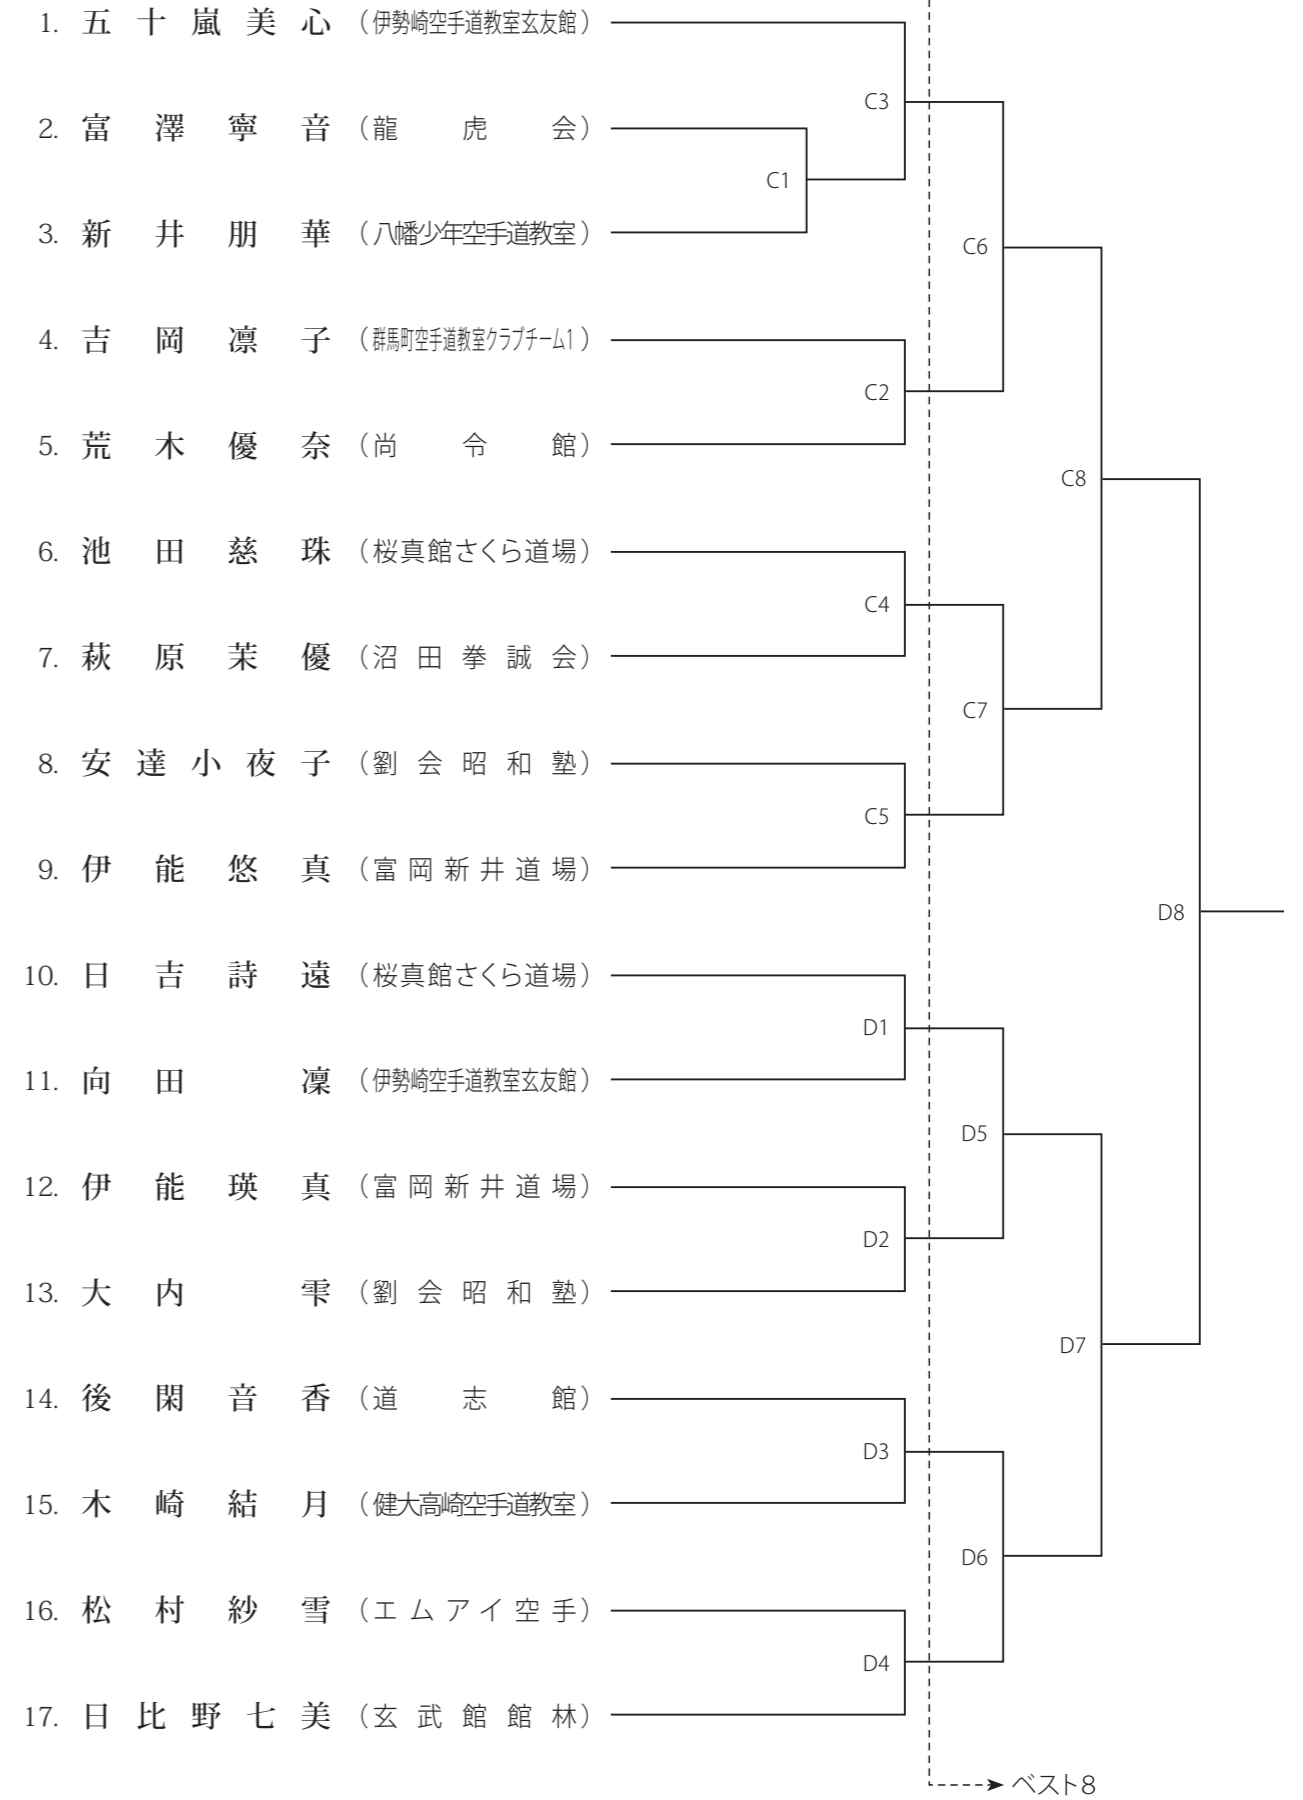 1. 五十嵐美心（伊勢崎空手道教室玄友館）
C3
2. 富澤寧音（龍虎会）
C1
3. 新井朋華（八幡少年空手道教室）
C6
4. 吉岡凛子（群馬町空手道教室クラブチーム1）
C2
5. 荒木優奈（尚令館）
C8
6. 池田慈珠（桜真館さくら道場）
C4
7. 萩原茉優（沼田拳誠会）
C7
8. 安達小夜子（劉会昭和塾）
C5
9. 伊能悠真（富岡新井道場）
D8
10. 日吉詩遠（桜真館さくら道場）
D1
11. 向田凜（伊勢崎空手道教室玄友館）
D5
12. 伊能瑛真（富岡新井道場）
D2
13. 大内雫（劉会昭和塾）
D7
14. 後閑音香（道志館）
D3
15. 木崎結月（健大高崎空手道教室）
D6
16. 松村紗雪（エムアイ空手）
D4
17. 日比野七美（玄武館館林）
ベスト8